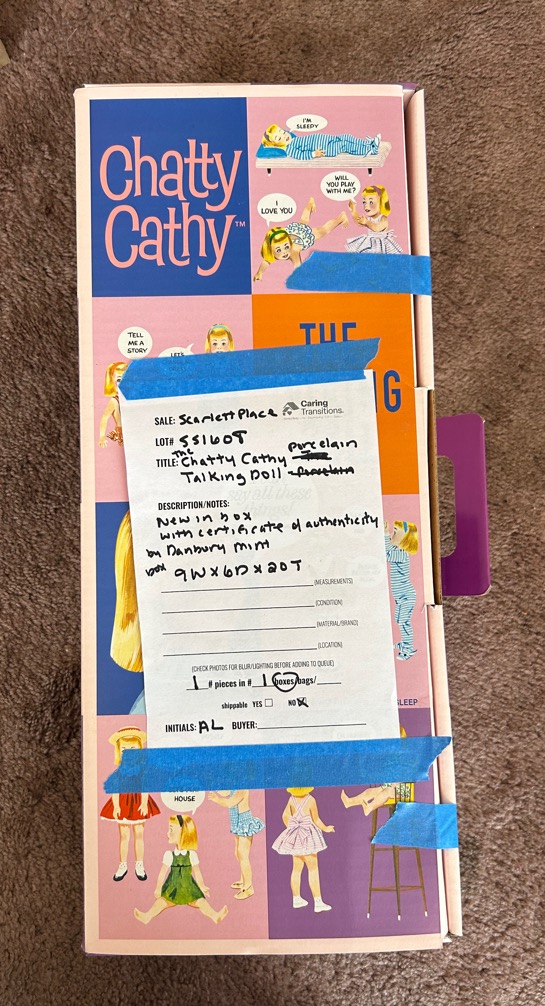 Chatty
Cathy™
I'M
SLEEPY
WILL
YOU PLAY
WITH ME?
I
LOVE YOU
TELL
ME A
STORY
LET'S
THE
G
SALE: Scarlett Place
Caring
Transitions.
LOT# 55160T
TITLE: The Chatty Cathy porcelain
Talking Doll
DESCRIPTION/NOTES:
New in box
with certificate of authenticity
by Danbury mint
box 9W x 6D x 20T
(MEASUREMENTS)
(CONDITION)
(MATERIAL/BRAND)
(LOCATION)
(CHECK PHOTOS FOR BLUR/LIGHTING BEFORE ADDING TO QUEUE)
1 # pieces in # 1 boxes/bags/
shippable YES NO X
INITIALS: AL BUYER:
SLEEP
HOUSE